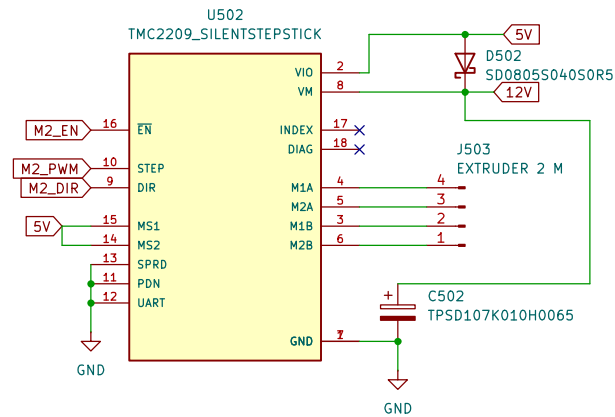 U502
TMC2209_SILENTSTEPSTICK
VIO 2
5V
D502
SD0805S040S0R5
VM 8
12V
M2_EN 16 EN
INDEX 17
DIAG 18
J503
EXTRUDER 2 M
M2_PWM 10 STEP
M2_DIR 9 DIR
M1A 4 4
M2A 5 3
M1B 3 2
M2B 6 1
5V 15 MS1
14 MS2
13 SPRD
11 PDN
12 UART
C502
TPSD107K010H0065
GND
GND
GND